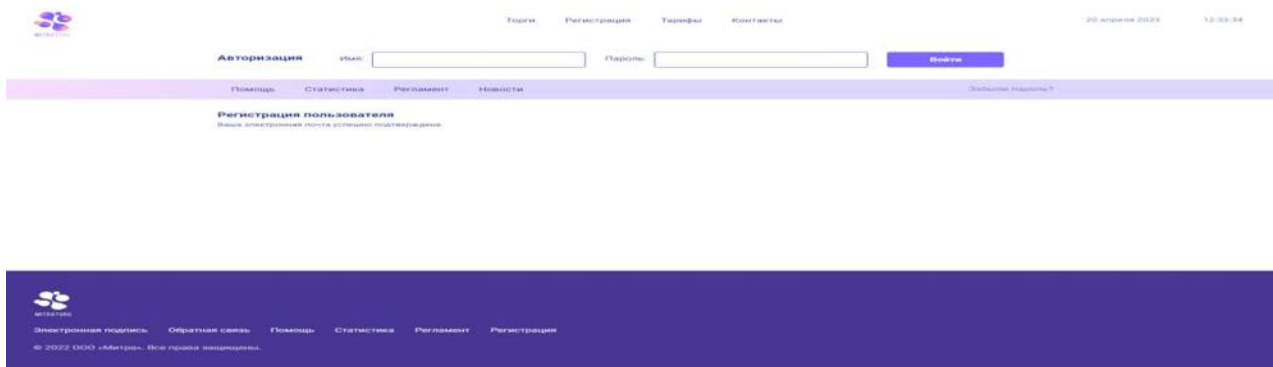 Торги Регистрация Тарифы Контакты 20 апреля 2023 12:33:34
MITRATORG
Авторизация Имя: Пароль: Войти
Помощь Статистика Регламент Новости Забыли пароль?
Регистрация пользователя
Ваша электронная почта успешно подтверждена.
MITRATORG
Электронная подпись Обратная связь Помощь Статистика Регламент Регистрация
© 2022 ООО «Митра». Все права защищены.